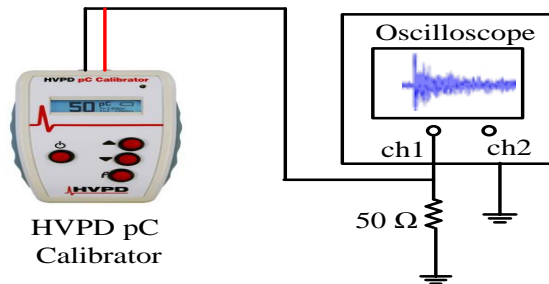 Oscilloscope
HVPD pC Calibrator
50 pC
ch1
ch2
50 Ω
HVPD
HVPD pC
Calibrator